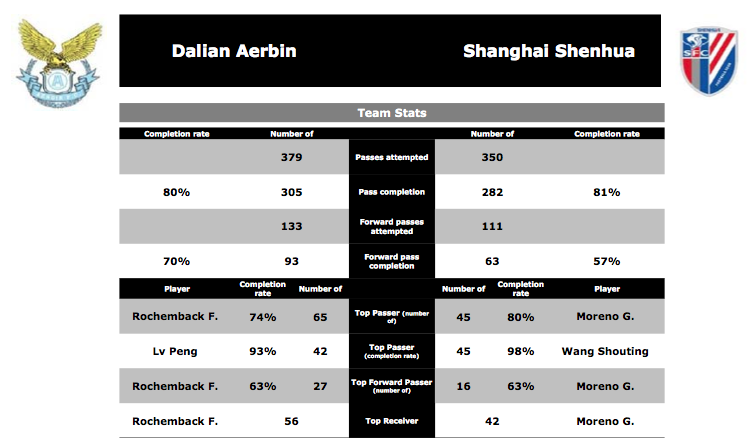 Dalian Aerbin Shanghai Shenhua
SHENHUA
SFC
Team Stats
Completion rate Number of Number of Completion rate
379 Passes attempted 350
80% 305 Pass completion 282 81%
133 Forward passes attempted 111
70% 93 Forward pass completion 63 57%
Player Completion rate Number of Number of Completion rate Player
Rochemback F. 74% 65 Top Passer (number of) 45 80% Moreno G.
Lv Peng 93% 42 Top Passer (completion rate) 45 98% Wang Shouting
Rochemback F. 63% 27 Top Forward Passer (number of) 16 63% Moreno G.
Rochemback F. 56 Top Receiver 42 Moreno G.